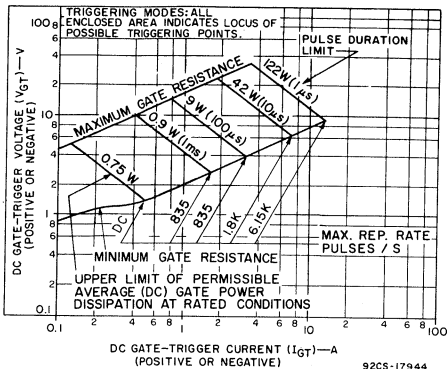 TRIGGERING MODES: ALL
ENCLOSED AREA INDICATES LOCUS OF
POSSIBLE TRIGGERING POINTS.
PULSE DURATION
LIMIT
122W(1µs)
42 W(10µs)
9 W(100µs)
0.9 W(1ms)
0.75 W
MAXIMUM GATE RESISTANCE
DC
835
835
1.8K
6.15K
MAX. REP. RATE
PULSES / S
MINIMUM GATE RESISTANCE
UPPER LIMIT OF PERMISSIBLE
AVERAGE (DC) GATE POWER
DISSIPATION AT RATED CONDITIONS
DC GATE-TRIGGER VOLTAGE (VGT)—V
(POSITIVE OR NEGATIVE)
100
8
6
4
2
10
8
6
4
2
1
8
6
4
2
0.1
0.1
2
4
6
8
1
2
4
6
8
10
2
4
6
8
100
DC GATE-TRIGGER CURRENT (IGT)—A
(POSITIVE OR NEGATIVE)
92CS-17944